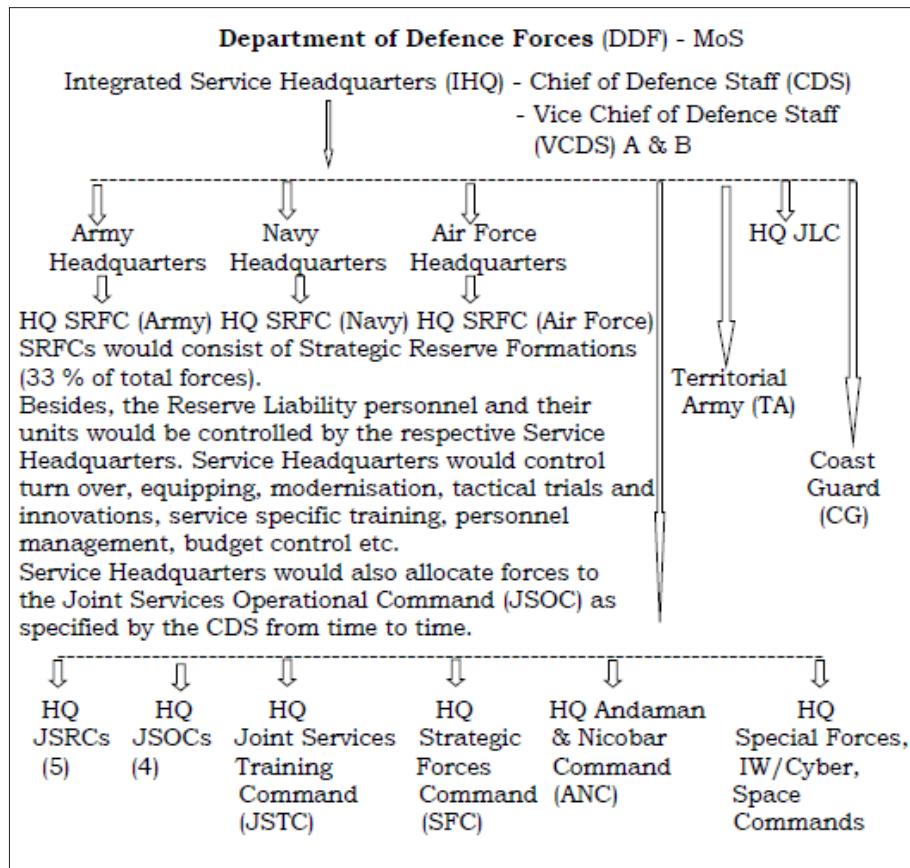 Department of Defence Forces (DDF) - MoS
Integrated Service Headquarters (IHQ) - Chief of Defence Staff (CDS)
- Vice Chief of Defence Staff
(VCDS) A & B
Army
Headquarters
Navy
Headquarters
Air Force
Headquarters
HQ JLC
HQ SRFC (Army) HQ SRFC (Navy) HQ SRFC (Air Force)
SRFCs would consist of Strategic Reserve Formations
(33 % of total forces).
Besides, the Reserve Liability personnel and their
units would be controlled by the respective Service
Headquarters. Service Headquarters would control
turn over, equipping, modernisation, tactical trials and
innovations, service specific training, personnel
management, budget control etc.
Service Headquarters would also allocate forces to
the Joint Services Operational Command (JSOC) as
specified by the CDS from time to time.
Territorial
Army (TA)
Coast
Guard
(CG)
HQ
JSRCs
(5)
HQ
JSOCs
(4)
HQ
Joint Services
Training
Command
(JSTC)
HQ
Strategic
Forces
Command
(SFC)
HQ Andaman
& Nicobar
Command
(ANC)
HQ
Special Forces,
IW/Cyber,
Space
Commands